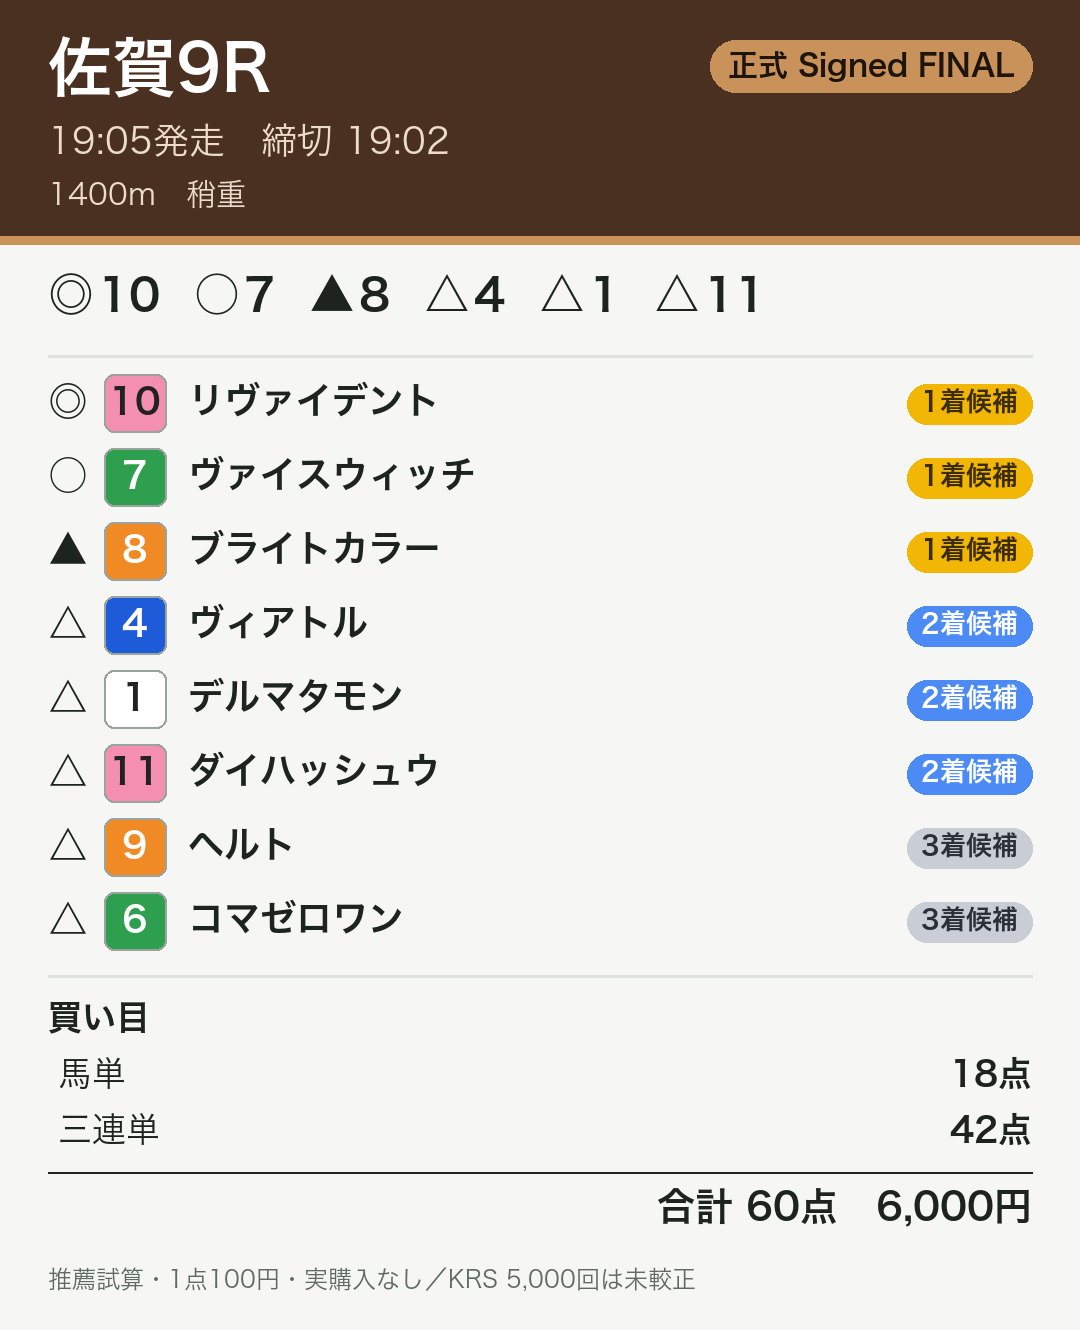 佐賀9R
正式 Signed FINAL
19:05発走　締切 19:02
1400m　稍重
◎10 ○7 ▲8 △4 △1 △11
◎ 10 リヴァイデント 1着候補
○ 7 ヴァイスウィッチ 1着候補
▲ 8 ブライトカラー 1着候補
△ 4 ヴィアトル 2着候補
△ 1 デルマタモン 2着候補
△ 11 ダイハッシュウ 2着候補
△ 9 ヘルト 3着候補
△ 6 コマゼロワン 3着候補
買い目
馬単 18点
三連単 42点
合計 60点　6,000円
推薦試算・1点100円・実購入なし／KRS 5,000回は未較正